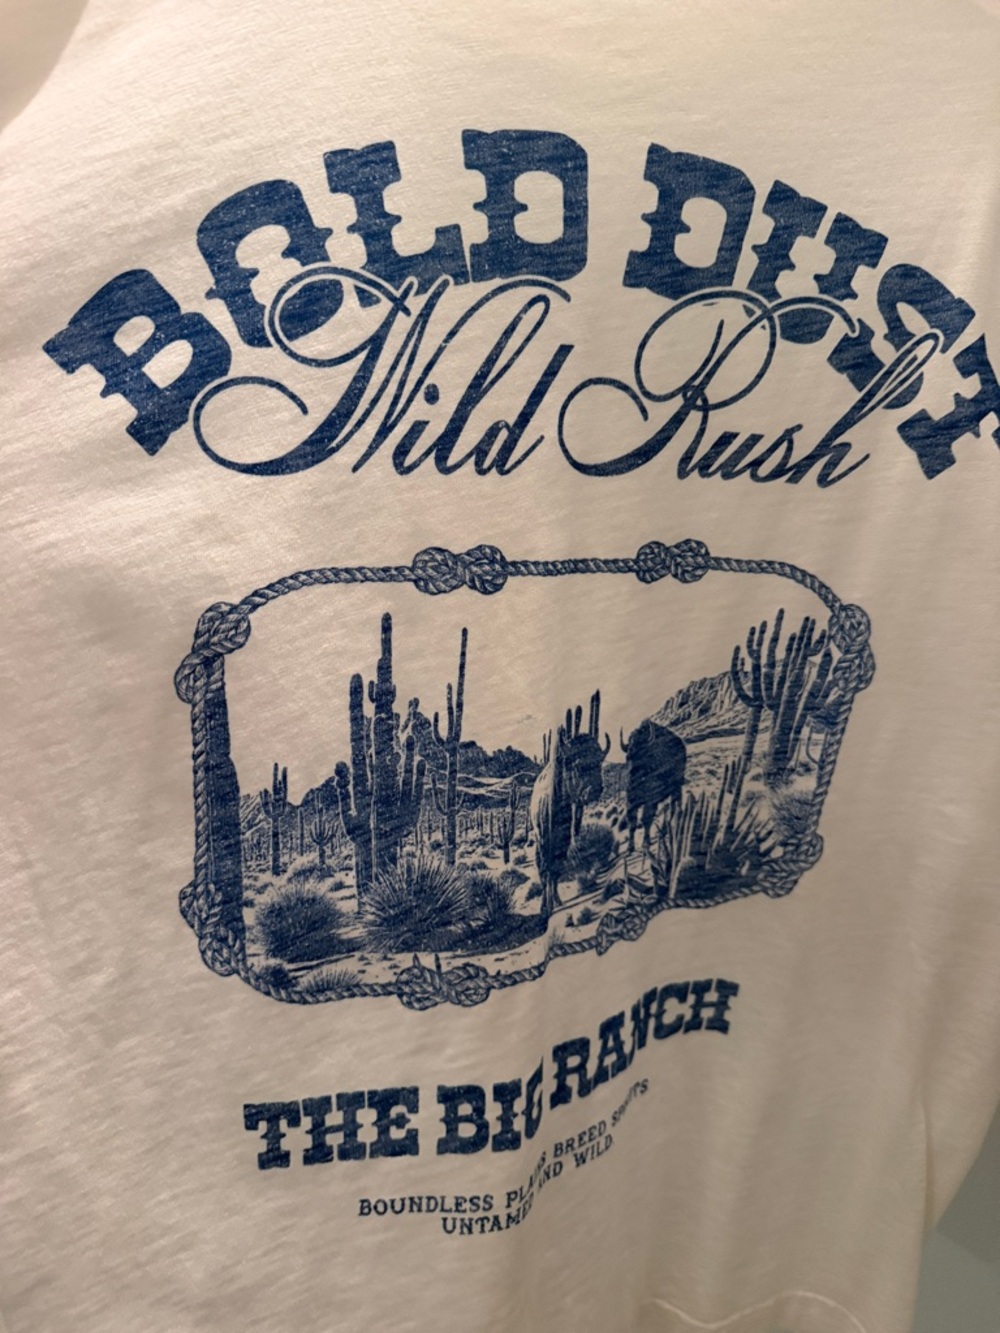 BOLD DUST
Wild Rush
THE BIG RANCH
BOUNDLESS PLAINS BREED SPIRITS
UNTAMED AND WILD